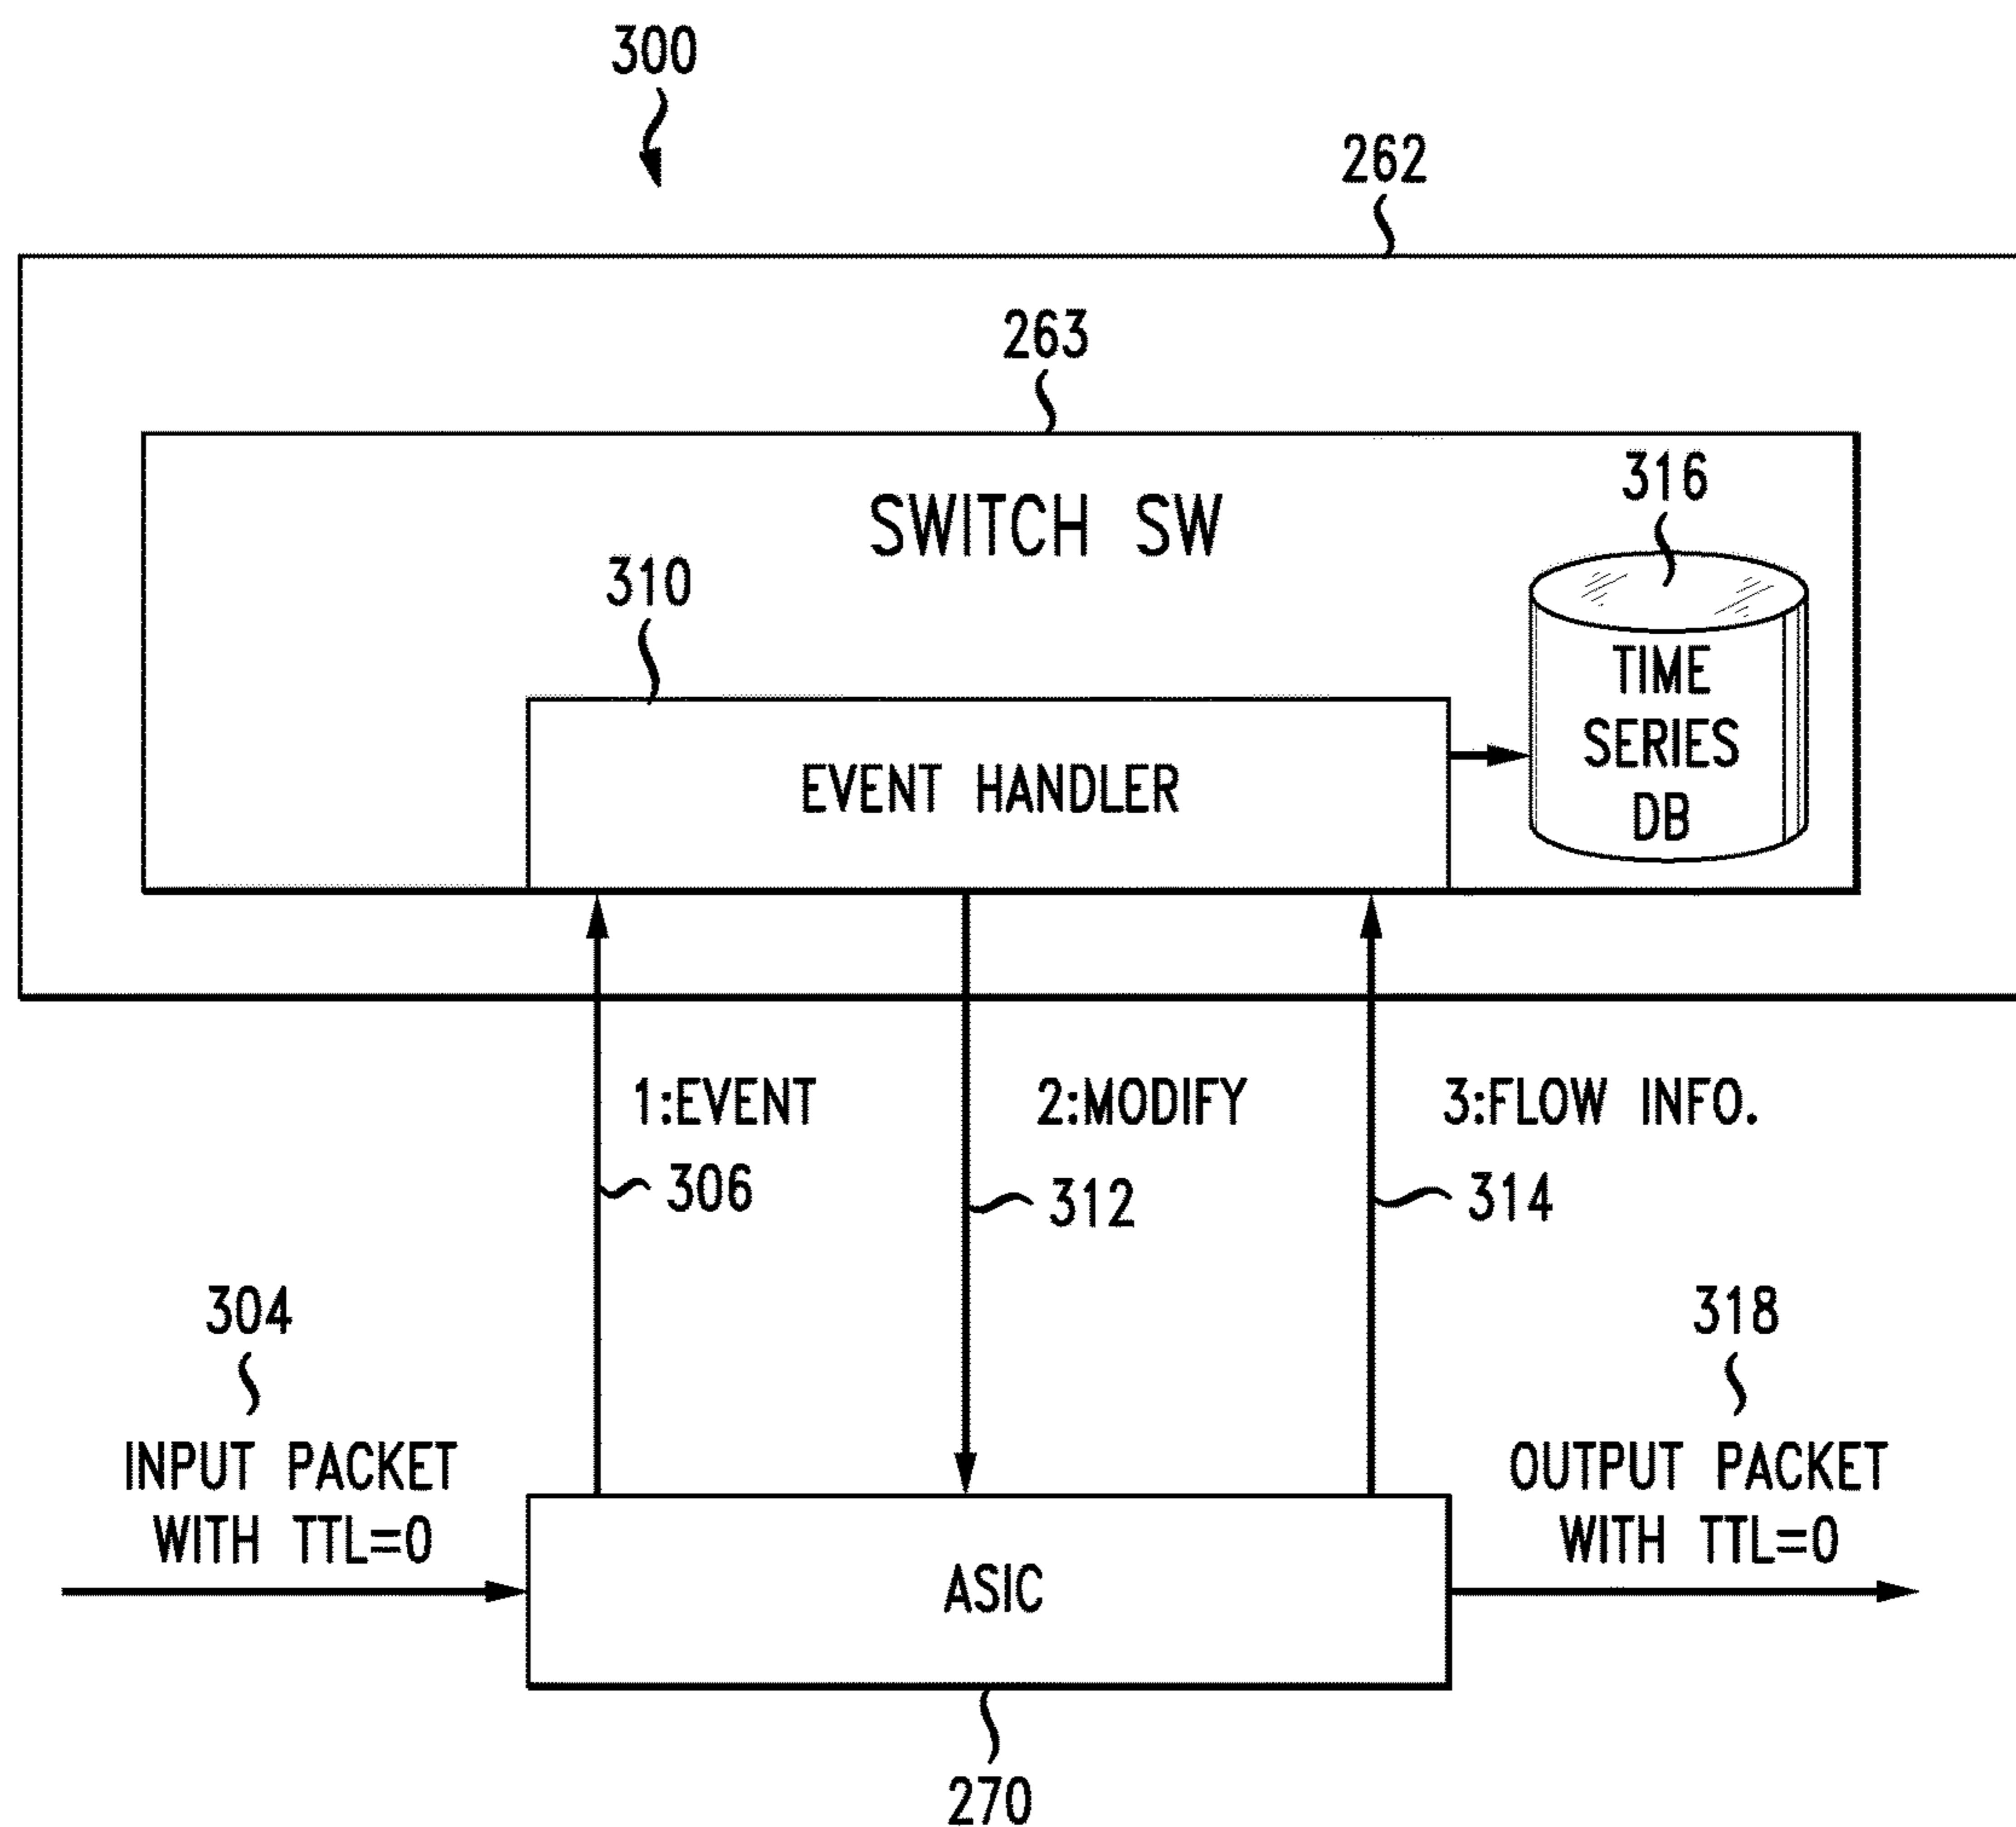 300
262
263
SWITCH SW
316
310
TIME
SERIES
DB
EVENT HANDLER
1:EVENT
2:MODIFY
3:FLOW INFO.
306
312
314
304
318
INPUT PACKET
WITH TTL=0
OUTPUT PACKET
WITH TTL=0
ASIC
270